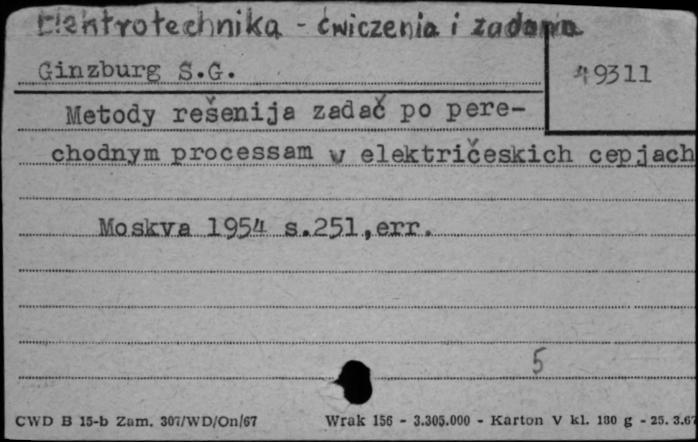 Elektrotechnika - ćwiczenia i zadania
Ginzburg S.G.
49311
Metody rešenija zadač po pere-
chodnym processam w električeskich cepjach
Moskva 1954 s.251,err.
5
CWD B 15-b Zam. 307/WD/On/67 Wrak 156 - 3.305.000 - Karton V kl. 180 g - 25. 3.67